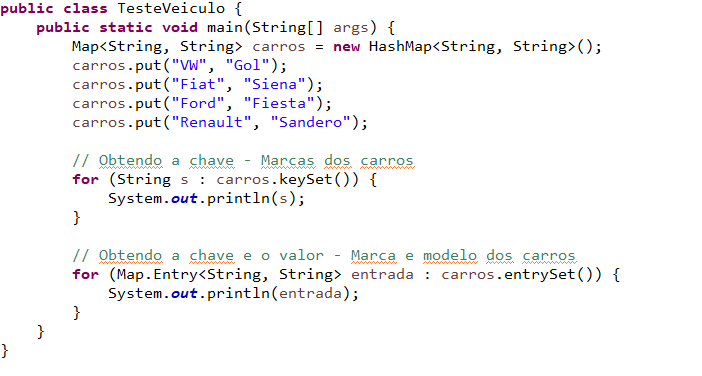 public class TesteVeiculo {
    public static void main(String[] args) {
        Map<String, String> carros = new HashMap<String, String>();
        carros.put("VW", "Gol");
        carros.put("Fiat", "Siena");
        carros.put("Ford", "Fiesta");
        carros.put("Renault", "Sandero");

        // Obtendo a chave - Marcas dos carros
        for (String s : carros.keySet()) {
            System.out.println(s);
        }

        // Obtendo a chave e o valor - Marca e modelo dos carros
        for (Map.Entry<String, String> entrada : carros.entrySet()) {
            System.out.println(entrada);
        }
    }
}